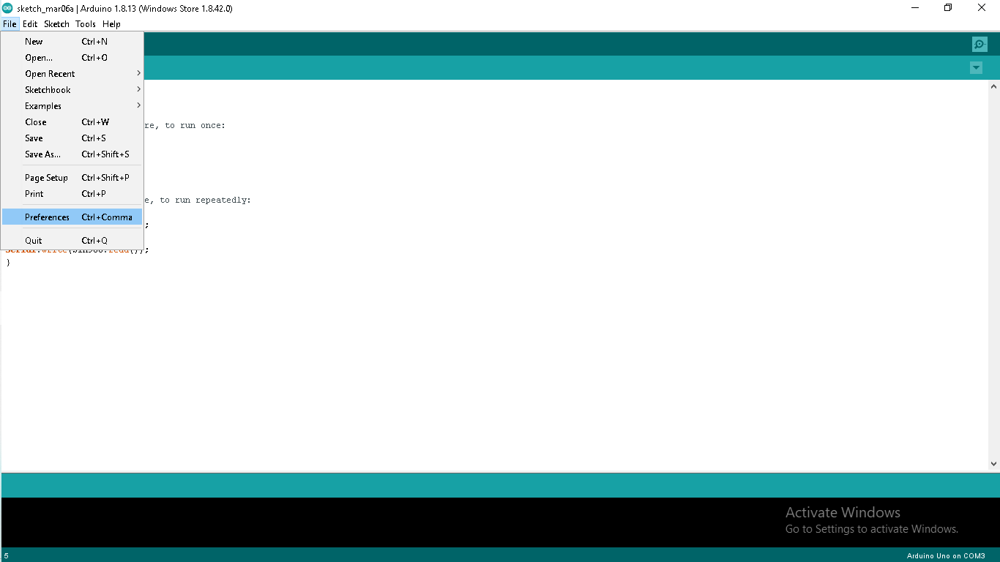 sketch_mar06a | Arduino 1.8.13 (Windows Store 1.8.42.0)
File Edit Sketch Tools Help
New Ctrl+N
Open... Ctrl+O
Open Recent
Sketchbook
Examples
Close Ctrl+W
Save Ctrl+S
Save As... Ctrl+Shift+S
Page Setup Ctrl+Shift+P
Print Ctrl+P
Preferences Ctrl+Comma
Quit Ctrl+Q
re, to run once:
e, to run repeatedly:
;
}
Activate Windows
Go to Settings to activate Windows.
5
Arduino Uno on COM3